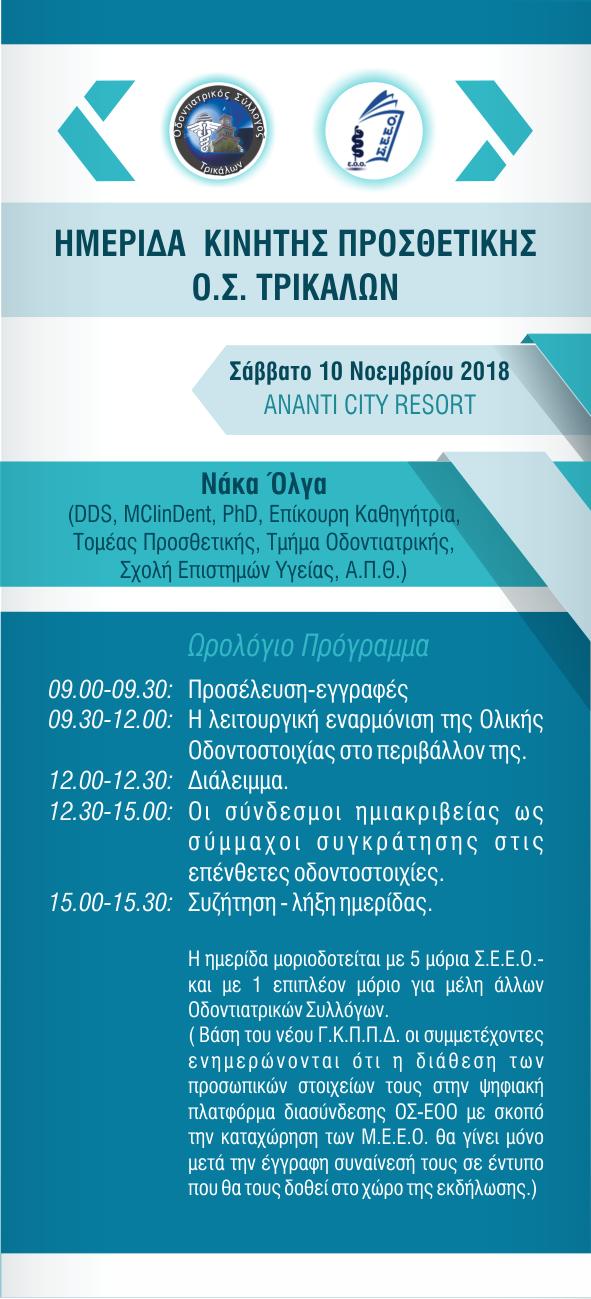 Οδοντιατρικός Σύλλογος
Τρικάλων
Σ.Ε.Ε.Ο.
Ε.Ο.Ο.
ΗΜΕΡΙΔΑ ΚΙΝΗΤΗΣ ΠΡΟΣΘΕΤΙΚΗΣ
Ο.Σ. ΤΡΙΚΑΛΩΝ
Σάββατο 10 Νοεμβρίου 2018
ANANTI CITY RESORT
Νάκα Όλγα
(DDS, MClinDent, PhD, Επίκουρη Καθηγήτρια,
Τομέας Προσθετικής, Τμήμα Οδοντιατρικής,
Σχολή Επιστημών Υγείας, Α.Π.Θ.)
Ωρολόγιο Πρόγραμμα
09.00-09.30: Προσέλευση-εγγραφές
09.30-12.00: Η λειτουργική εναρμόνιση της Ολικής
Οδοντοστοιχίας στο περιβάλλον της.
12.00-12.30: Διάλειμμα.
12.30-15.00: Οι σύνδεσμοι ημιακριβείας ως
σύμμαχοι συγκράτησης στις
επένθετες οδοντοστοιχίες.
15.00-15.30: Συζήτηση - λήξη ημερίδας.
Η ημερίδα μοριοδοτείται με 5 μόρια Σ.Ε.Ε.Ο.-
και με 1 επιπλέον μόριο για μέλη άλλων
Οδοντιατρικών Συλλόγων.
( Βάση του νέου Γ.Κ.Π.Π.Δ. οι συμμετέχοντες
ενημερώνονται ότι η διάθεση των
προσωπικών στοιχείων τους στην ψηφιακή
πλατφόρμα διασύνδεσης ΟΣ-ΕΟΟ με σκοπό
την καταχώρηση των Μ.Ε.Ε.Ο. θα γίνει μόνο
μετά την έγγραφη συναίνεσή τους σε έντυπο
που θα τους δοθεί στο χώρο της εκδήλωσης.)